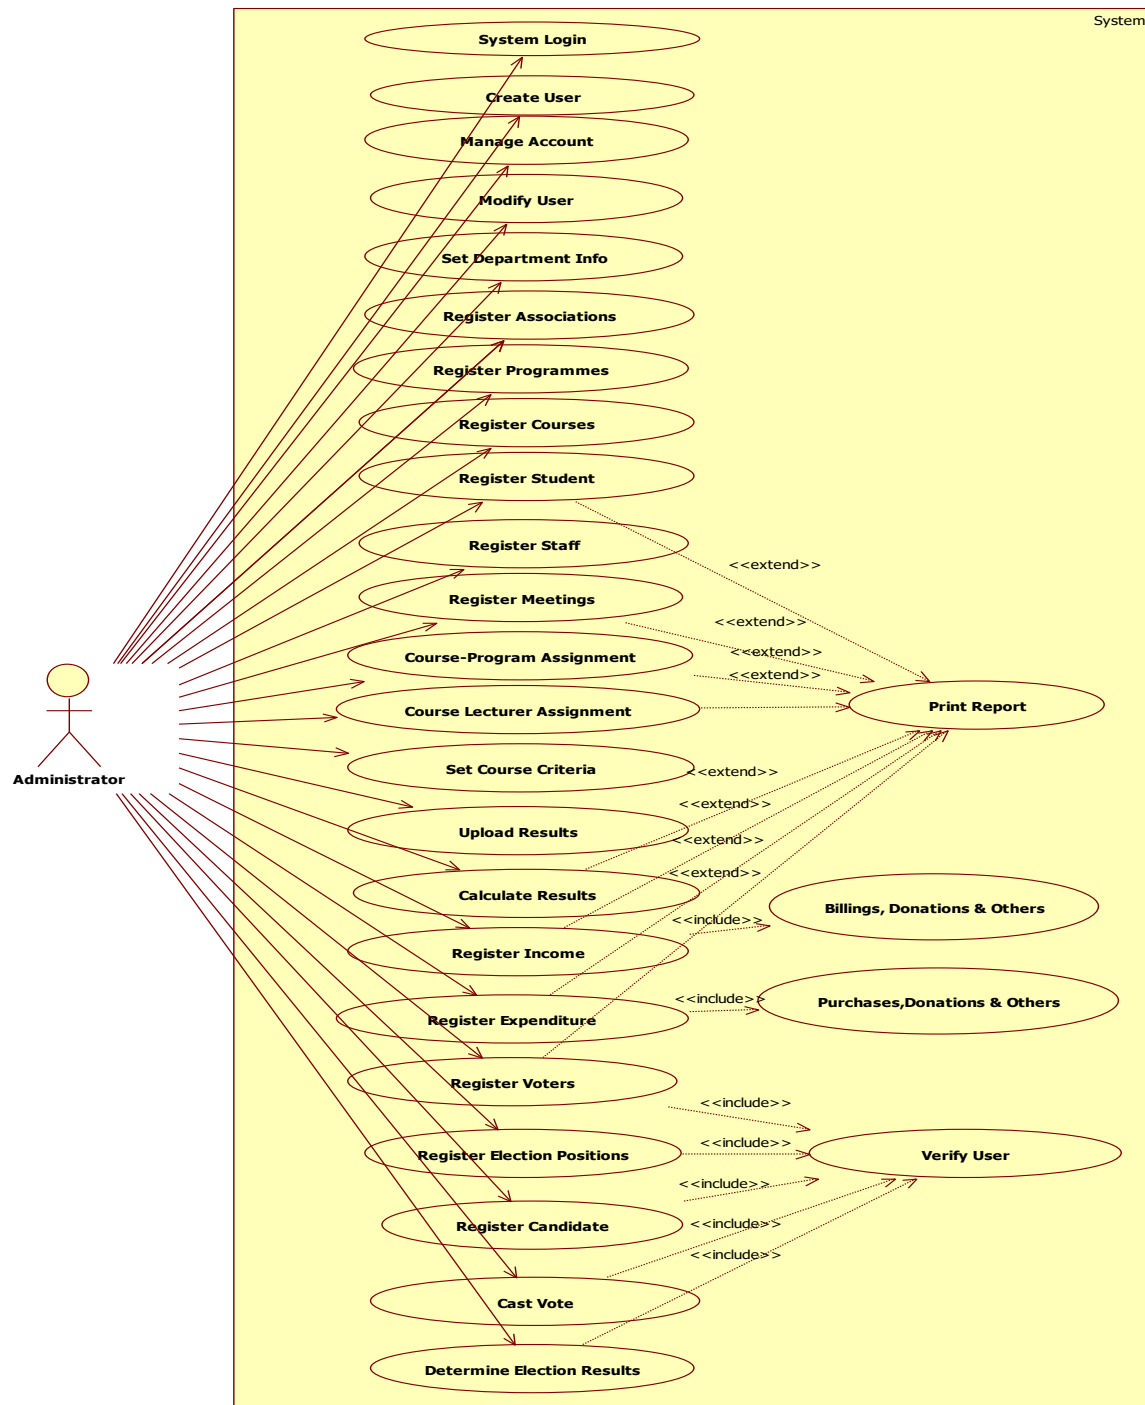 System
System Login
Create User
Manage Account
Modify User
Set Department Info
Register Associations
Register Programmes
Register Courses
Register Student
Register Staff
<<extend>>
Register Meetings
<<extend>>
<<extend>>
Course-Program Assignment
<<extend>>
Print Report
Course Lecturer Assignment
Administrator
Set Course Criteria
<<extend>>
<<extend>>
Upload Results
<<extend>>
Calculate Results
Billings, Donations & Others
<<include>>
Register Income
<<include>>
Purchases,Donations & Others
Register Expenditure
Register Voters
<<include>>
<<include>>
Register Election Positions
Verify User
<<include>>
Register Candidate
<<include>>
<<include>>
Cast Vote
Determine Election Results